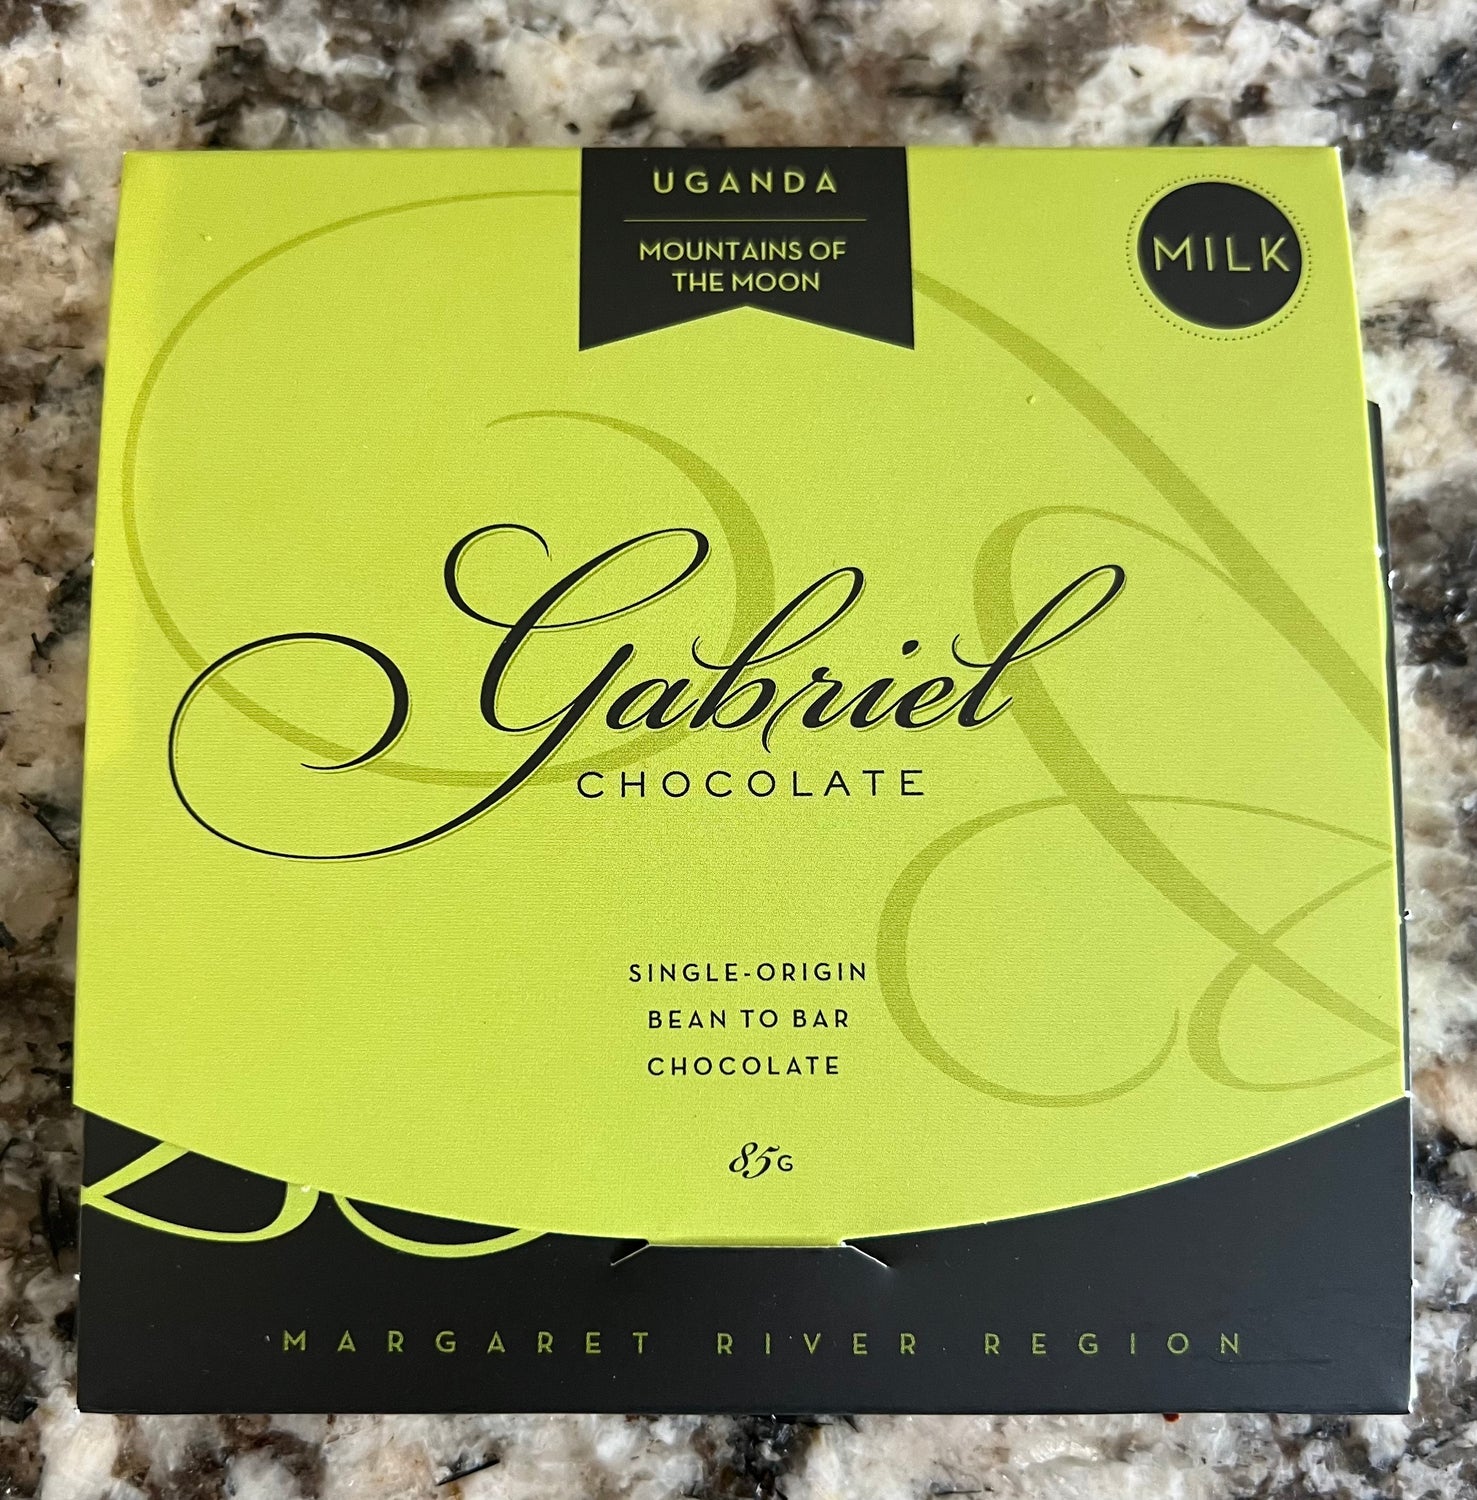 UGANDA
MOUNTAINS OF
THE MOON
MILK
Gabriel
CHOCOLATE
SINGLE-ORIGIN
BEAN TO BAR
CHOCOLATE
85G
MARGARET RIVER REGION